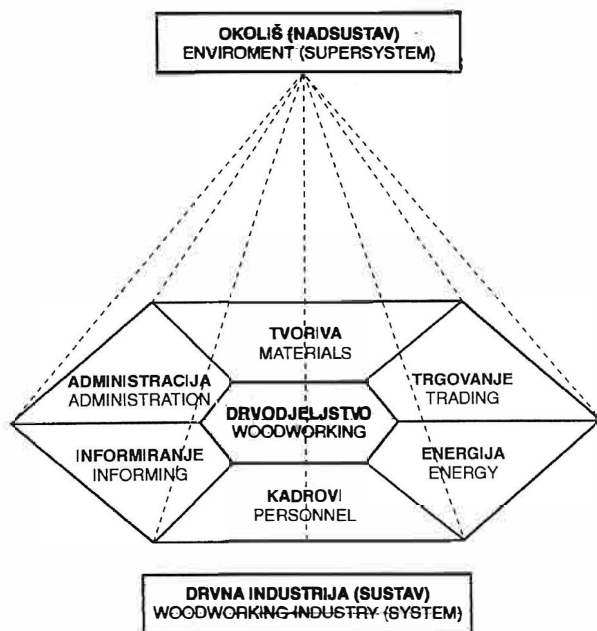 OKOLIŠ (NADSUSTAV)
ENVIROMENT (SUPERSYSTEM)
TVORIVA
MATERIALS
ADMINISTRACIJA
ADMINISTRATION
TRGOVANJE
TRADING
DRVODJELJSTVO
WOODWORKING
INFORMIRANJE
INFORMING
ENERGIJA
ENERGY
KADROVI
PERSONNEL
DRVNA INDUSTRIJA (SUSTAV)
WOODWORKING INDUSTRY (SYSTEM)